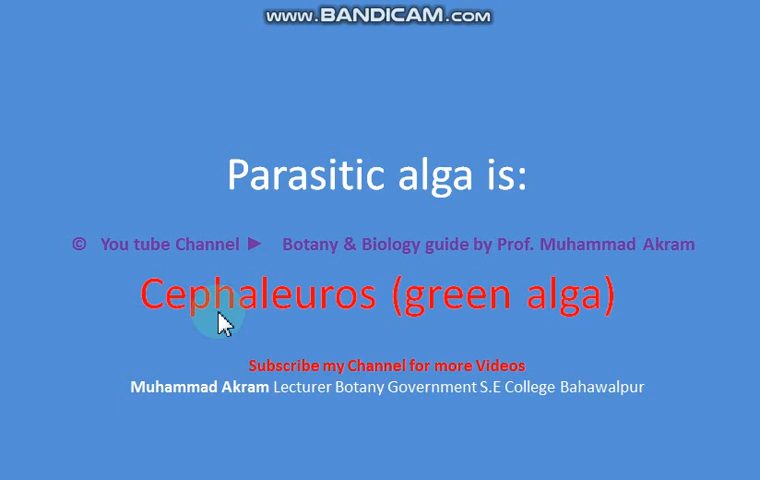 www.BANDICAM.com
Parasitic alga is:
© You tube Channel ► Botany & Biology guide by Prof. Muhammad Akram
Cephaleuros (green alga)
Subscribe my Channel for more Videos
Muhammad Akram Lecturer Botany Government S.E College Bahawalpur